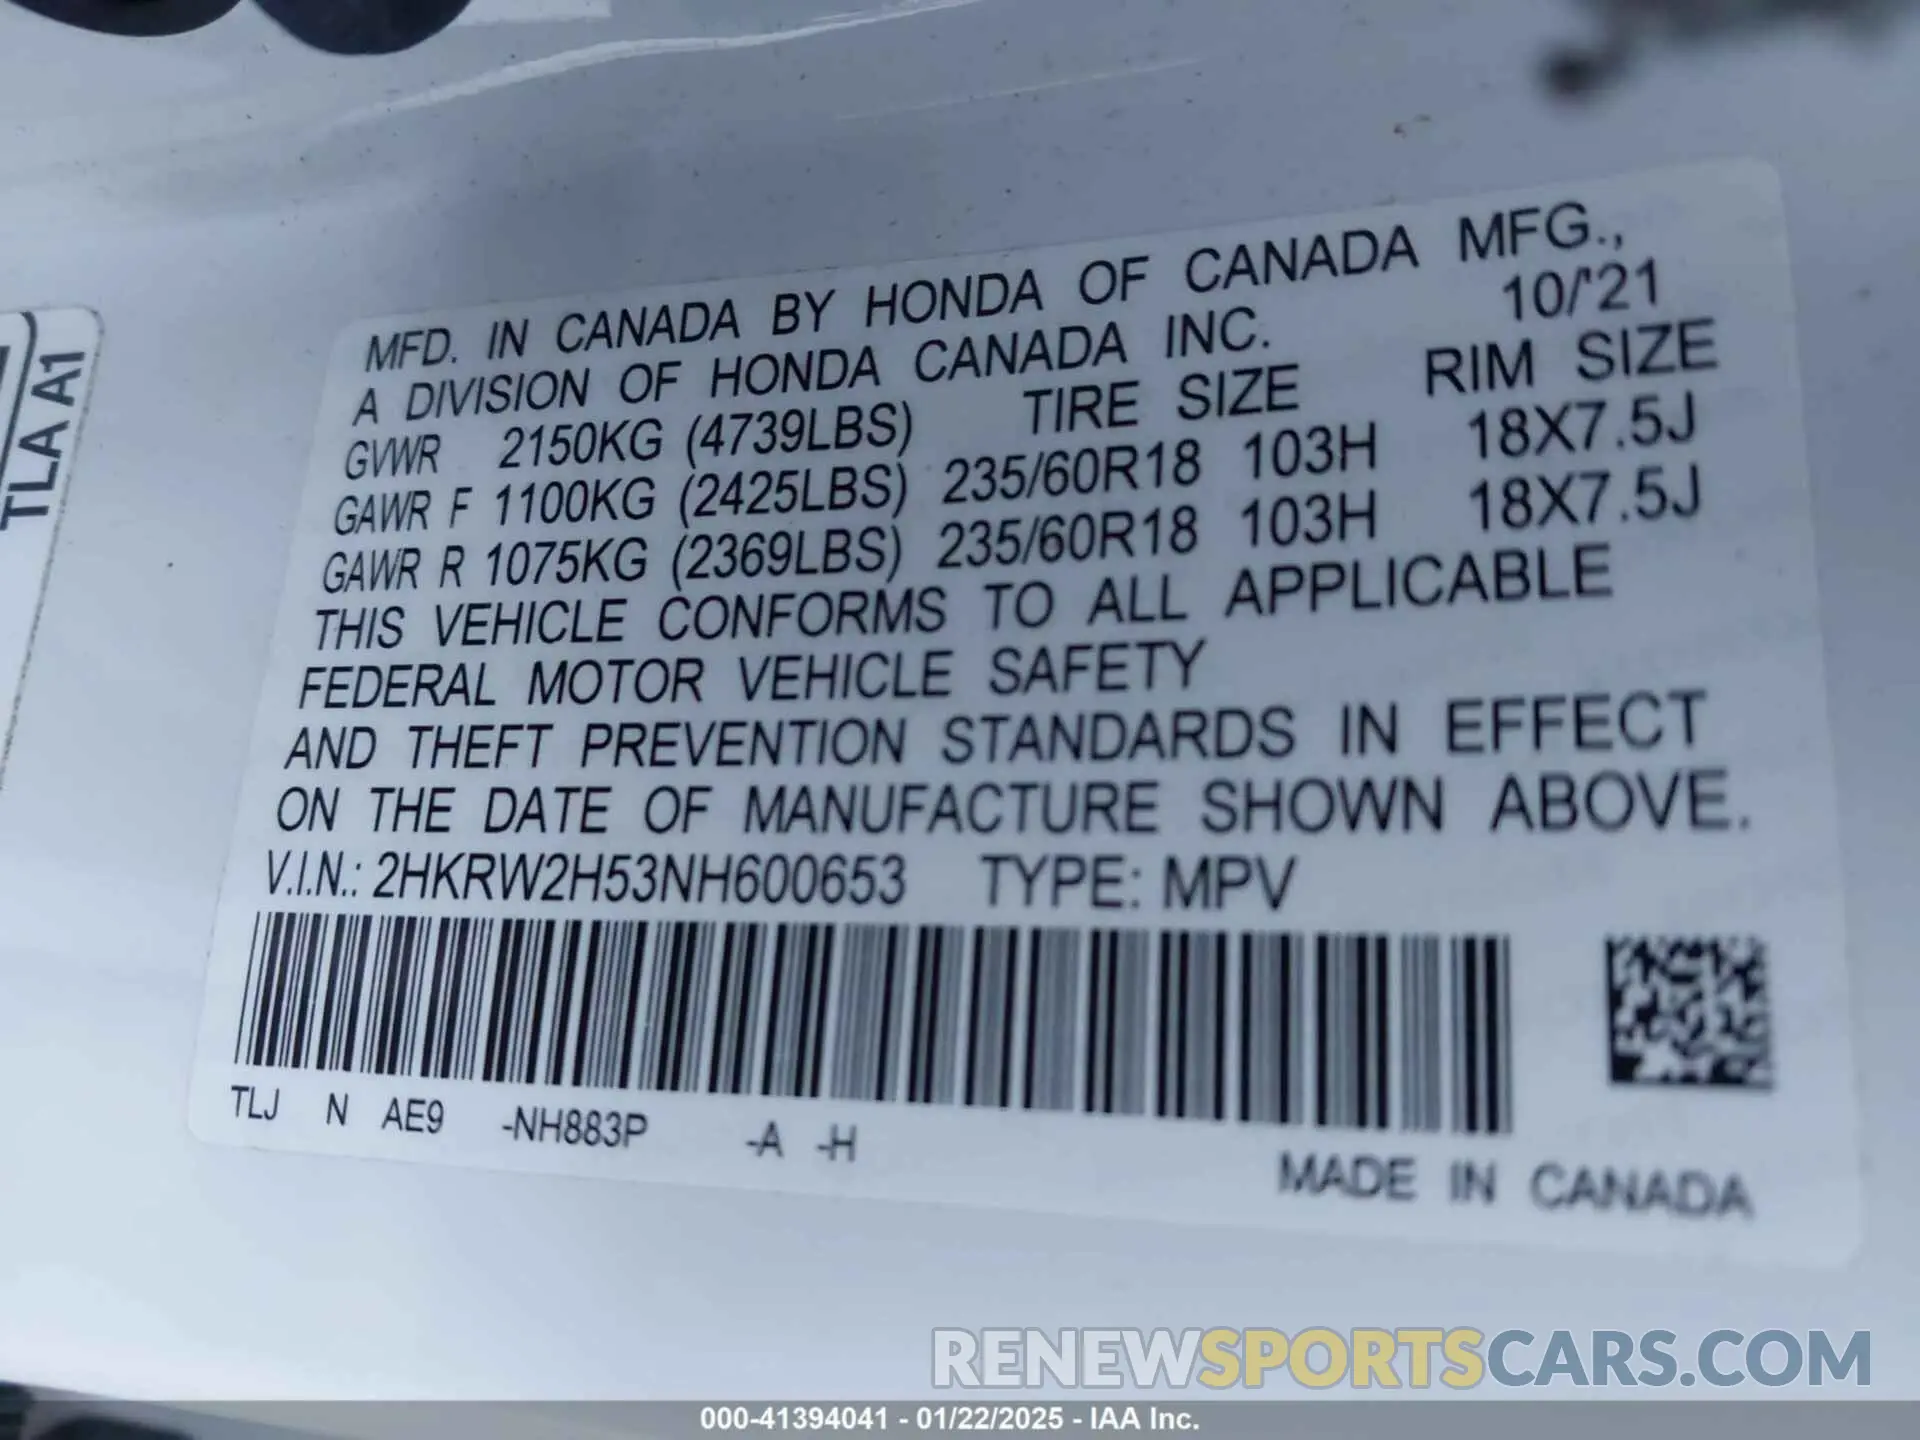 TLA A1
MFD. IN CANADA BY HONDA OF CANADA MFG.,
A DIVISION OF HONDA CANADA INC. 10/'21
GVWR 2150KG (4739LBS) TIRE SIZE RIM SIZE
GAWR F 1100KG (2425LBS) 235/60R18 103H 18X7.5J
GAWR R 1075KG (2369LBS) 235/60R18 103H 18X7.5J
THIS VEHICLE CONFORMS TO ALL APPLICABLE
FEDERAL MOTOR VEHICLE SAFETY
AND THEFT PREVENTION STANDARDS IN EFFECT
ON THE DATE OF MANUFACTURE SHOWN ABOVE.
V.I.N.: 2HKRW2H53NH600653 TYPE: MPV
TLJ N AE9 -NH883P -A -H
MADE IN CANADA
RENEWSPORTSCARS.COM
000-41394041 - 01/22/2025 - IAA Inc.